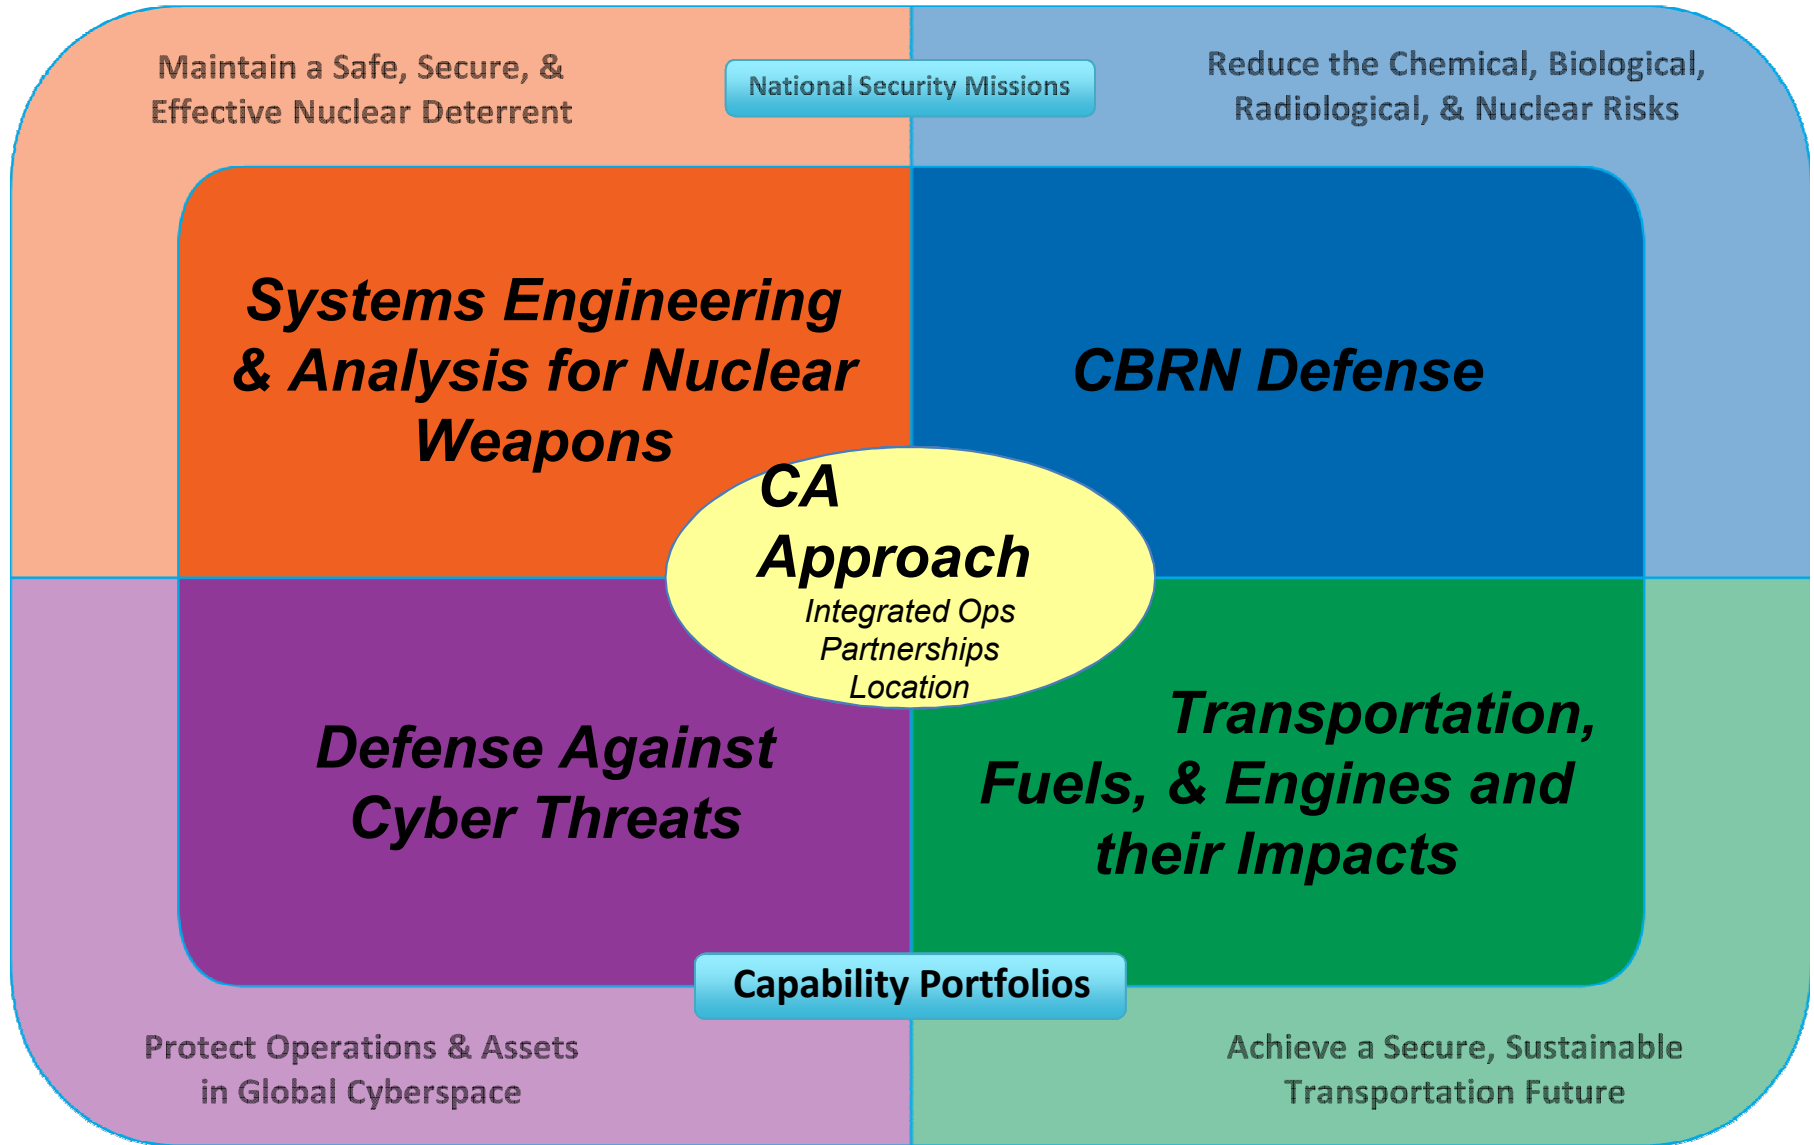 Maintain a Safe, Secure, &
Effective Nuclear Deterrent
National Security Missions
Reduce the Chemical, Biological,
Radiological, & Nuclear Risks
Systems Engineering
& Analysis for Nuclear
Weapons
CBRN Defense
CA
Approach
Integrated Ops
Partnerships
Location
Defense Against
Cyber Threats
Transportation,
Fuels, & Engines and
their Impacts
Capability Portfolios
Protect Operations & Assets
in Global Cyberspace
Achieve a Secure, Sustainable
Transportation Future